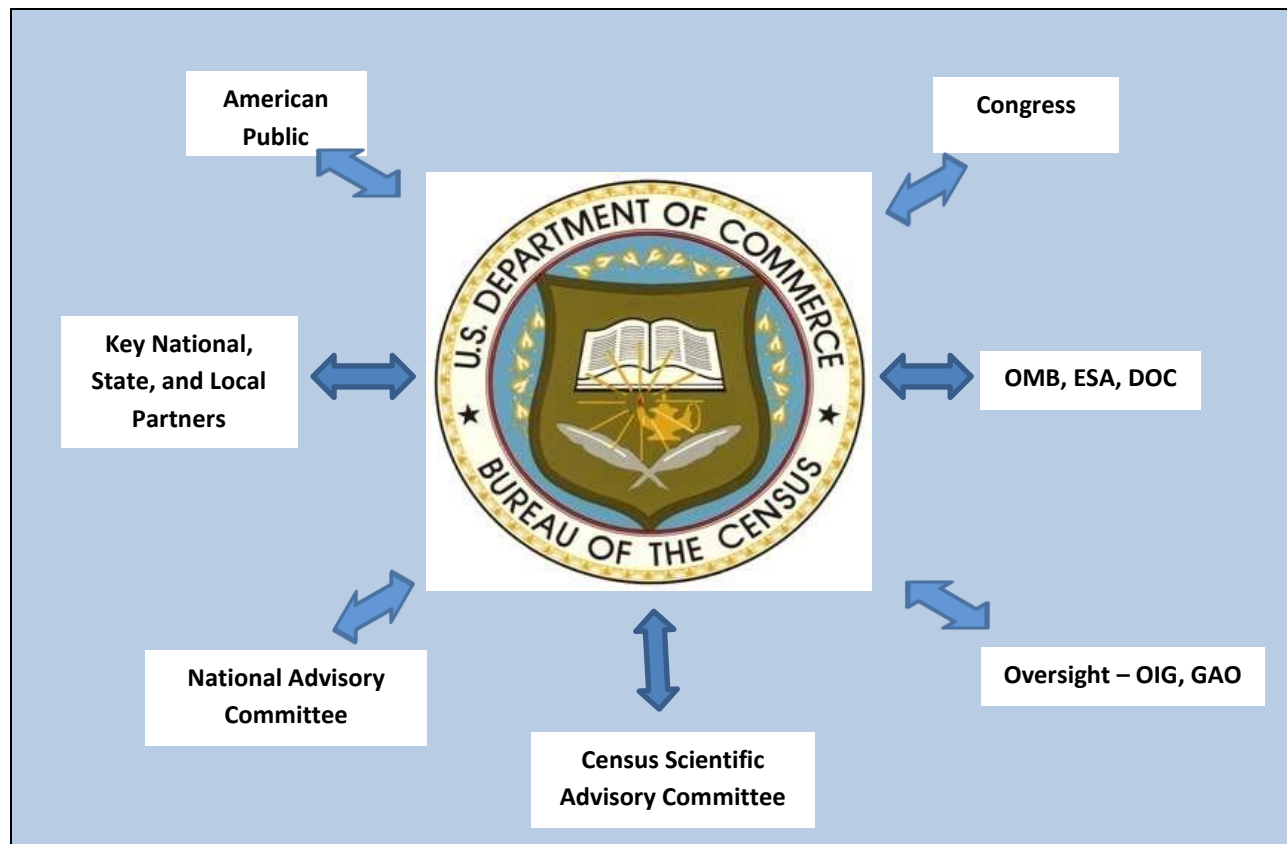 American
Public
Congress
U.S. DEPARTMENT OF COMMERCE
BUREAU OF THE CENSUS
Key National,
State, and Local
Partners
OMB, ESA, DOC
National Advisory
Committee
Oversight – OIG, GAO
Census Scientific
Advisory Committee